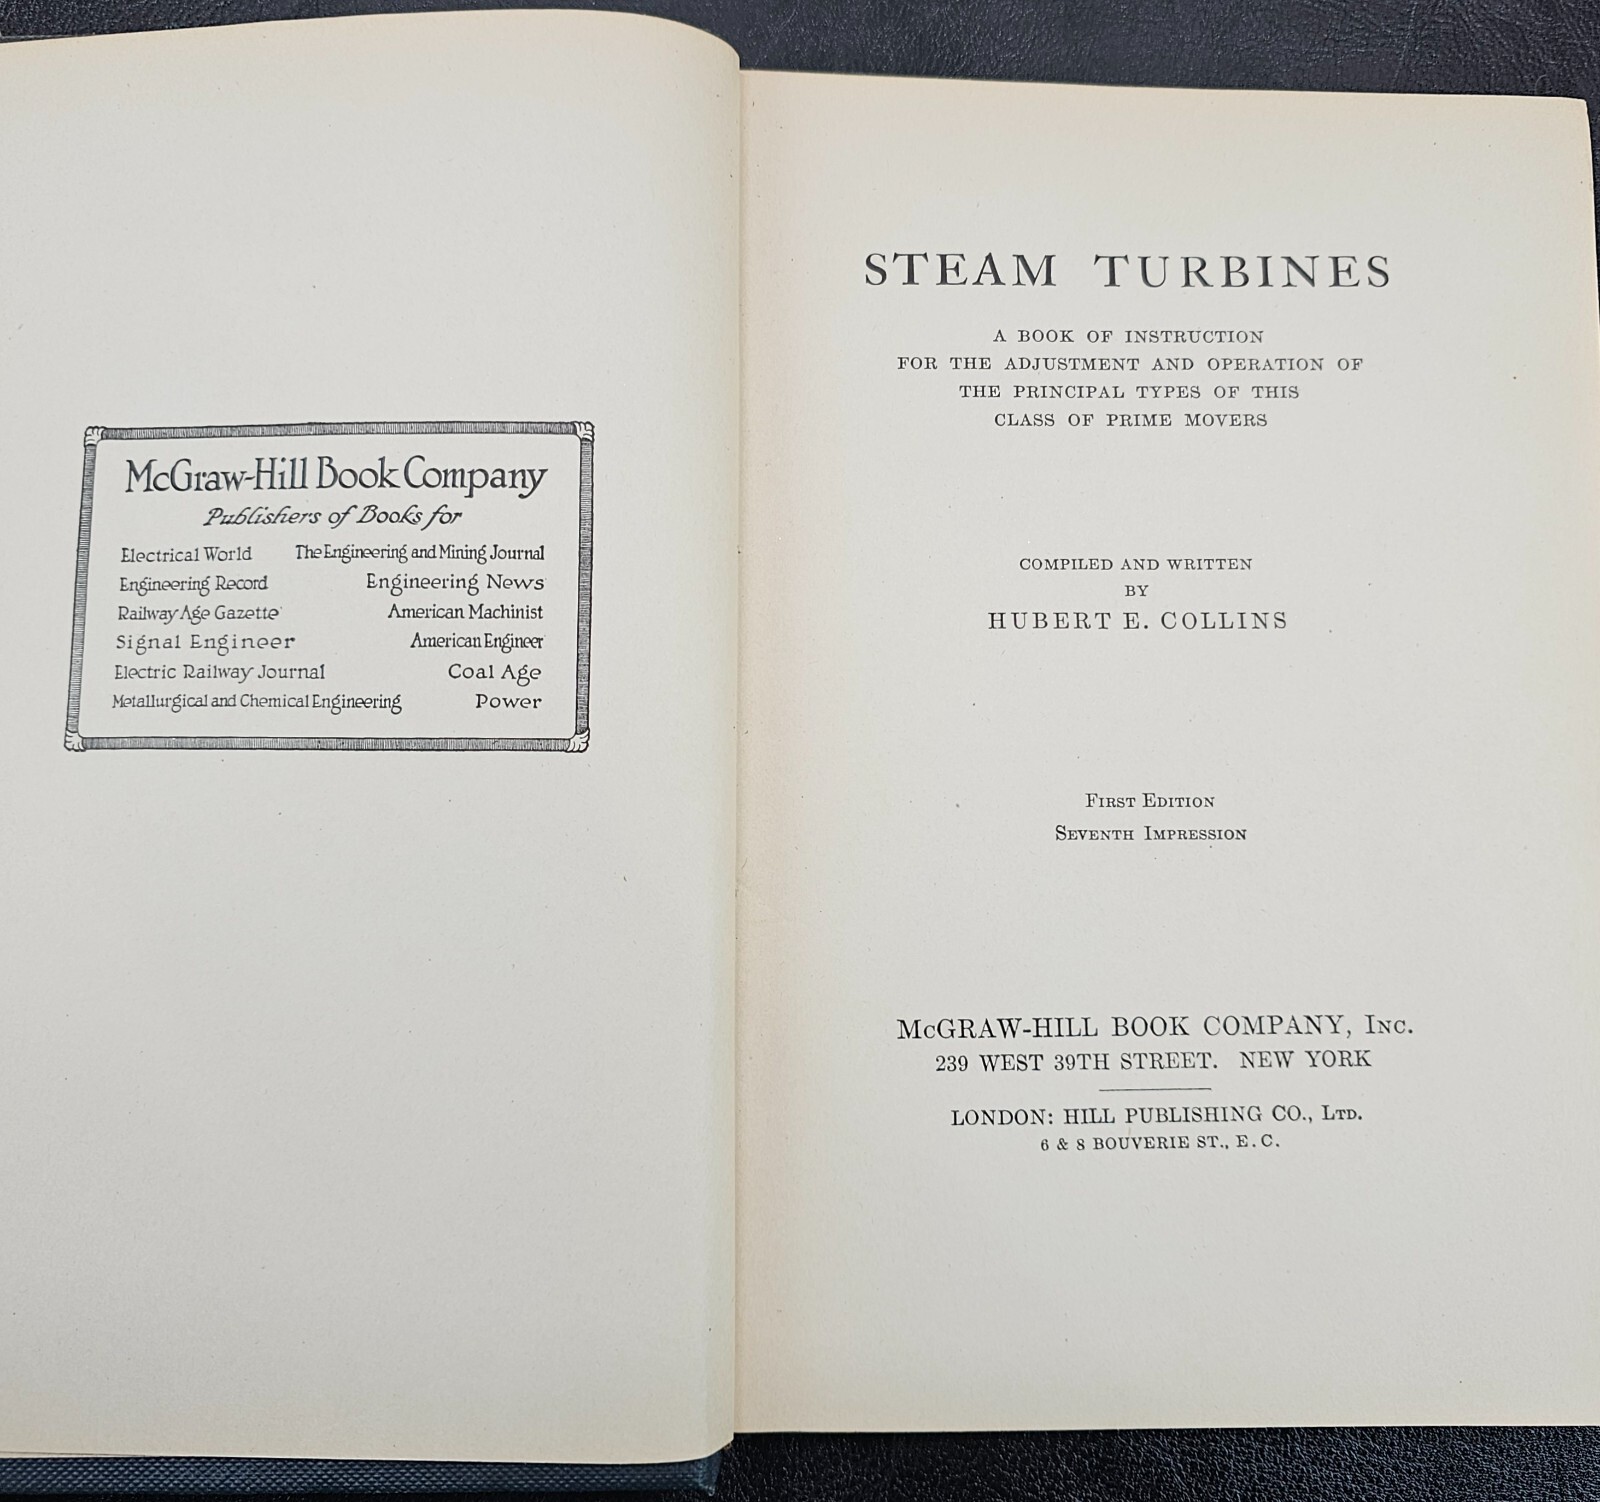 McGraw-Hill Book Company
Publishers of Books for
Electrical World The Engineering and Mining Journal
Engineering Record Engineering News
Railway Age Gazette American Machinist
Signal Engineer American Engineer
Electric Railway Journal Coal Age
Metallurgical and Chemical Engineering Power
STEAM TURBINES
A BOOK OF INSTRUCTION
FOR THE ADJUSTMENT AND OPERATION OF
THE PRINCIPAL TYPES OF THIS
CLASS OF PRIME MOVERS
COMPILED AND WRITTEN
BY
HUBERT E. COLLINS
First Edition
Seventh Impression
McGRAW-HILL BOOK COMPANY, Inc.
239 WEST 39TH STREET. NEW YORK
LONDON: HILL PUBLISHING CO., Ltd.
6 & 8 BOUVERIE ST., E. C.